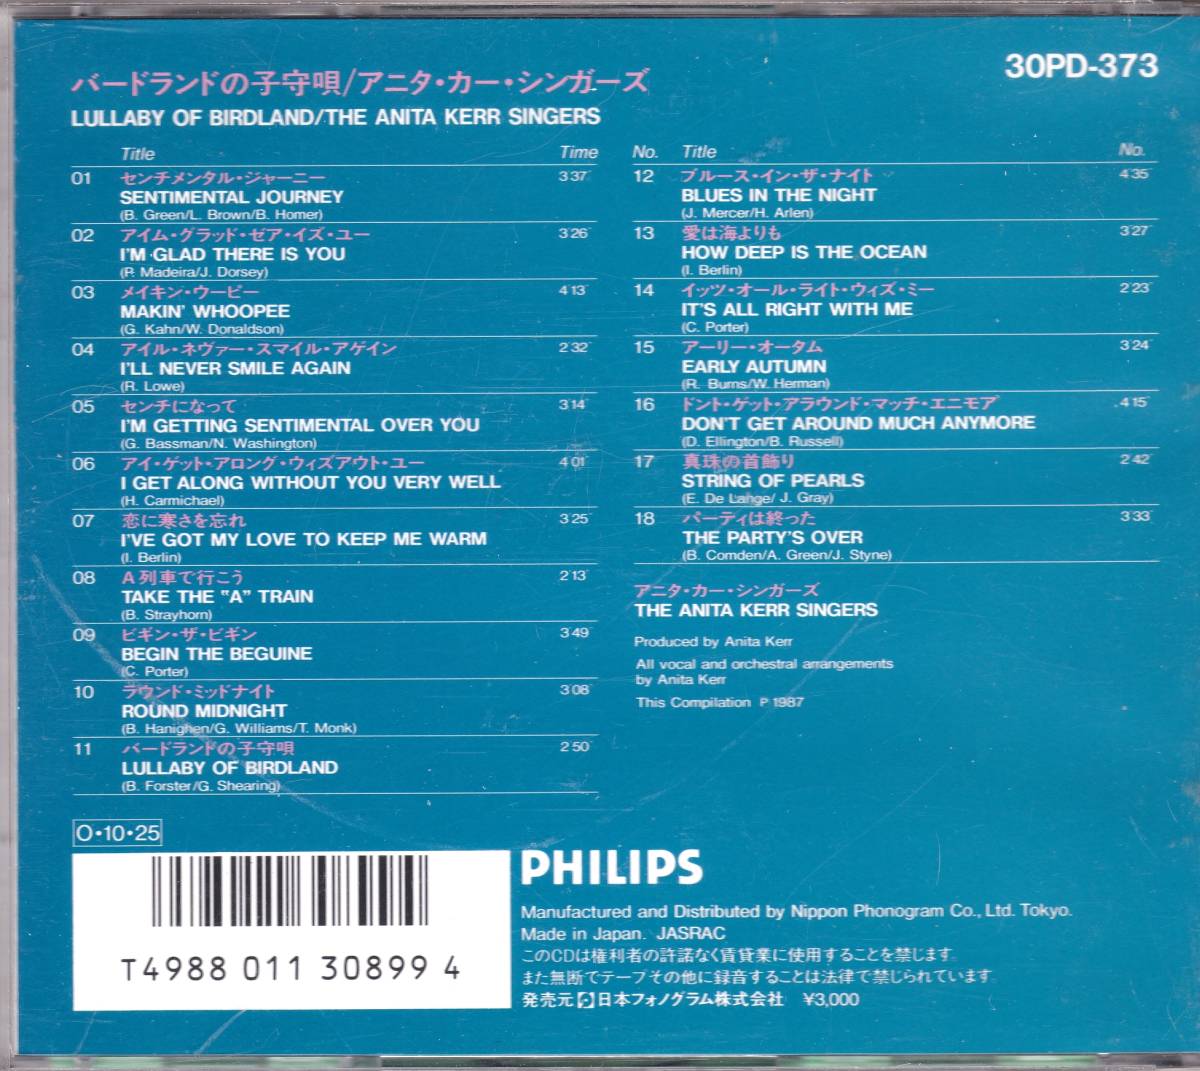 バードランドの子守唄/アニタ・カー・シンガーズ
LULLABY OF BIRDLAND/THE ANITA KERR SINGERS
30PD-373
Title Time
01 センチメンタル・ジャーニー 3'37"
SENTIMENTAL JOURNEY
(B. Green/L. Brown/B. Homer)
02 アイム・グラッド・ゼア・イズ・ユー 3'26"
I'M GLAD THERE IS YOU
(P. Madeira/J. Dorsey)
03 メイキン・ウーピー 4'13"
MAKIN' WHOOPEE
(G. Kahn/W. Donaldson)
04 アイル・ネヴァー・スマイル・アゲイン 2'32"
I'LL NEVER SMILE AGAIN
(R. Lowe)
05 センチになって 3'14"
I'M GETTING SENTIMENTAL OVER YOU
(G. Bassman/N. Washington)
06 アイ・ゲット・アロング・ウィズアウト・ユー 4'01"
I GET ALONG WITHOUT YOU VERY WELL
(H. Carmichael)
07 恋に寒さを忘れ 3'25"
I'VE GOT MY LOVE TO KEEP ME WARM
(I. Berlin)
08 A列車で行こう 2'13"
TAKE THE "A" TRAIN
(B. Strayhorn)
09 ビギン・ザ・ビギン 3'49"
BEGIN THE BEGUINE
(C. Porter)
10 ラウンド・ミッドナイト 3'08"
ROUND MIDNIGHT
(B. Hanighen/G. Williams/T. Monk)
11 バードランドの子守唄 2'50"
LULLABY OF BIRDLAND
(B. Forster/G. Shearing)
No. Title No.
12 ブルース・イン・ザ・ナイト 4'35"
BLUES IN THE NIGHT
(J. Mercer/H. Arlen)
13 愛は海よりも 3'27"
HOW DEEP IS THE OCEAN
(I. Berlin)
14 イッツ・オール・ライト・ウィズ・ミー 2'23"
IT'S ALL RIGHT WITH ME
(C. Porter)
15 アーリー・オータム 3'24"
EARLY AUTUMN
(R. Burns/W. Herman)
16 ドント・ゲット・アラウンド・マッチ・エニモア 4'15"
DON'T GET AROUND MUCH ANYMORE
(D. Ellington/B. Russell)
17 真珠の首飾り 2'42"
STRING OF PEARLS
(E. De Lange/ J. Gray)
18 パーティは終った 3'33"
THE PARTY'S OVER
(B. Comden/A. Green/J. Styne)
アニタ・カー・シンガーズ
THE ANITA KERR SINGERS
Produced by Anita Kerr
All vocal and orchestral arrangements
by Anita Kerr
This Compilation P 1987
O・10・25
T4988 011 30899 4
PHILIPS
Manufactured and Distributed by Nippon Phonogram Co., Ltd. Tokyo.
Made in Japan. JASRAC
このCDは権利者の許諾なく賃貸業に使用することを禁じます。
また無断でテープその他に録音することは法律で禁じられています。
発売元 日本フォノグラム株式会社 ¥3,000